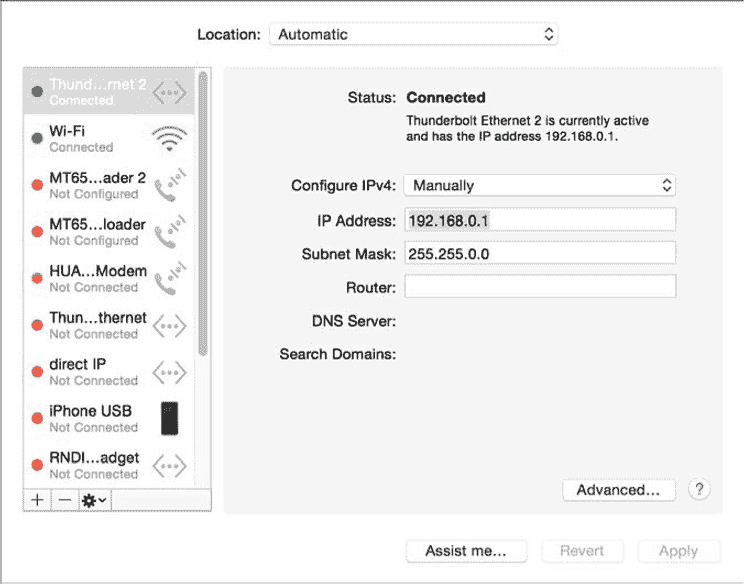 Location: Automatic
Thund...rnet 2
Connected
Wi-Fi
Connected
MT65...ader 2
Not Configured
MT65...loader
Not Configured
HUA...Modem
Not Connected
Thun...thernet
Not Connected
direct IP
Not Connected
iPhone USB
Not Connected
RNDI...adget
Not Connected
Status: Connected
Thunderbolt Ethernet 2 is currently active
and has the IP address 192.168.0.1.
Configure IPv4: Manually
IP Address: 192.168.0.1
Subnet Mask: 255.255.0.0
Router:
DNS Server:
Search Domains:
Advanced... ?
Assist me... Revert Apply